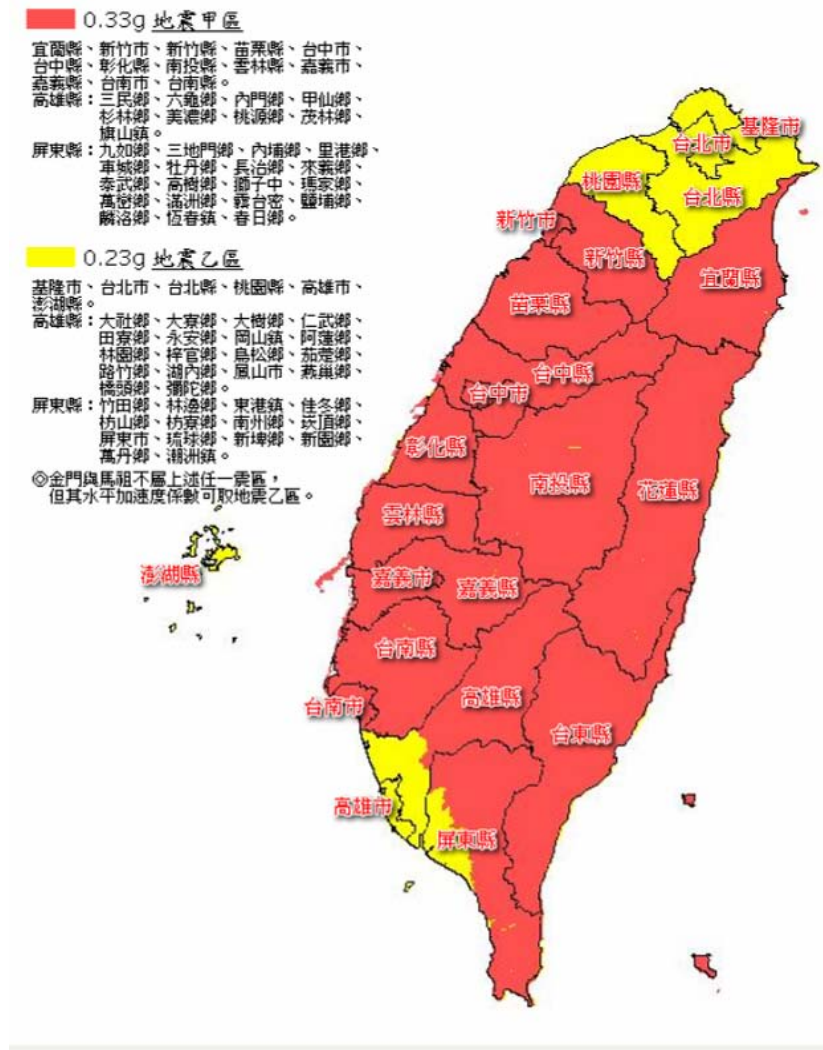 0.33g 地震甲區
宜蘭縣、新竹市、新竹縣、苗栗縣、台中市、
台中縣、彰化縣、南投縣、雲林縣、嘉義市、
嘉義縣、台南市、台南縣。
高雄縣：三民鄉、六龜鄉、內門鄉、甲仙鄉、
杉林鄉、美濃鄉、桃源鄉、茂林鄉、
旗山鎮。
屏東縣：九如鄉、三地門鄉、內埔鄉、里港鄉、
車城鄉、牡丹鄉、長治鄉、來義鄉、
泰武鄉、高樹鄉、獅子中、瑪家鄉、
萬巒鄉、滿洲鄉、霧台密、鹽埔鄉、
麟洛鄉、恆春鎮、春日鄉。
0.23g 地震乙區
基隆市、台北市、台北縣、桃園縣、高雄市、
澎湖縣。
高雄縣：大社鄉、大寮鄉、大樹鄉、仁武鄉、
田寮鄉、永安鄉、岡山鎮、阿蓮鄉、
林園鄉、梓官鄉、鳥松鄉、茄萣鄉、
路竹鄉、湖內鄉、鳳山市、燕巢鄉、
橋頭鄉、彌陀鄉。
屏東縣：竹田鄉、林邊鄉、東港鎮、佳冬鄉、
枋山鄉、枋寮鄉、南州鄉、崁頂鄉、
屏東市、琉球鄉、新埤鄉、新園鄉、
萬丹鄉、潮洲鎮。
◎金門與馬祖不屬上述任一震區，
但其水平加速度係數可取地震乙區。
基隆市
台北市
桃園縣
台北縣
新竹市
新竹縣
宜蘭縣
苗栗縣
台中縣
台中市
彰化縣
南投縣
花蓮縣
雲林縣
澎湖縣
嘉義市
嘉義縣
台南縣
高雄縣
台南市
台東縣
高雄市
屏東縣